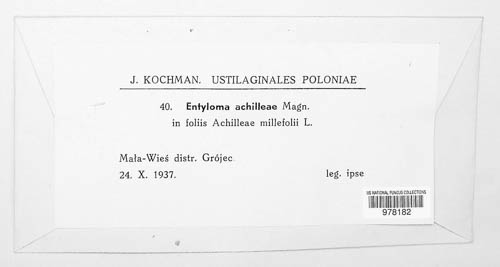 J. KOCHMAN. USTILAGINALES POLONIAE
40. Entyloma achilleae Magn.
in foliis Achilleae millefolii L.
Mała-Wieś distr. Grójec
24. X. 1937. leg. ipse
US NATIONAL FUNGUS COLLECTIONS
978182